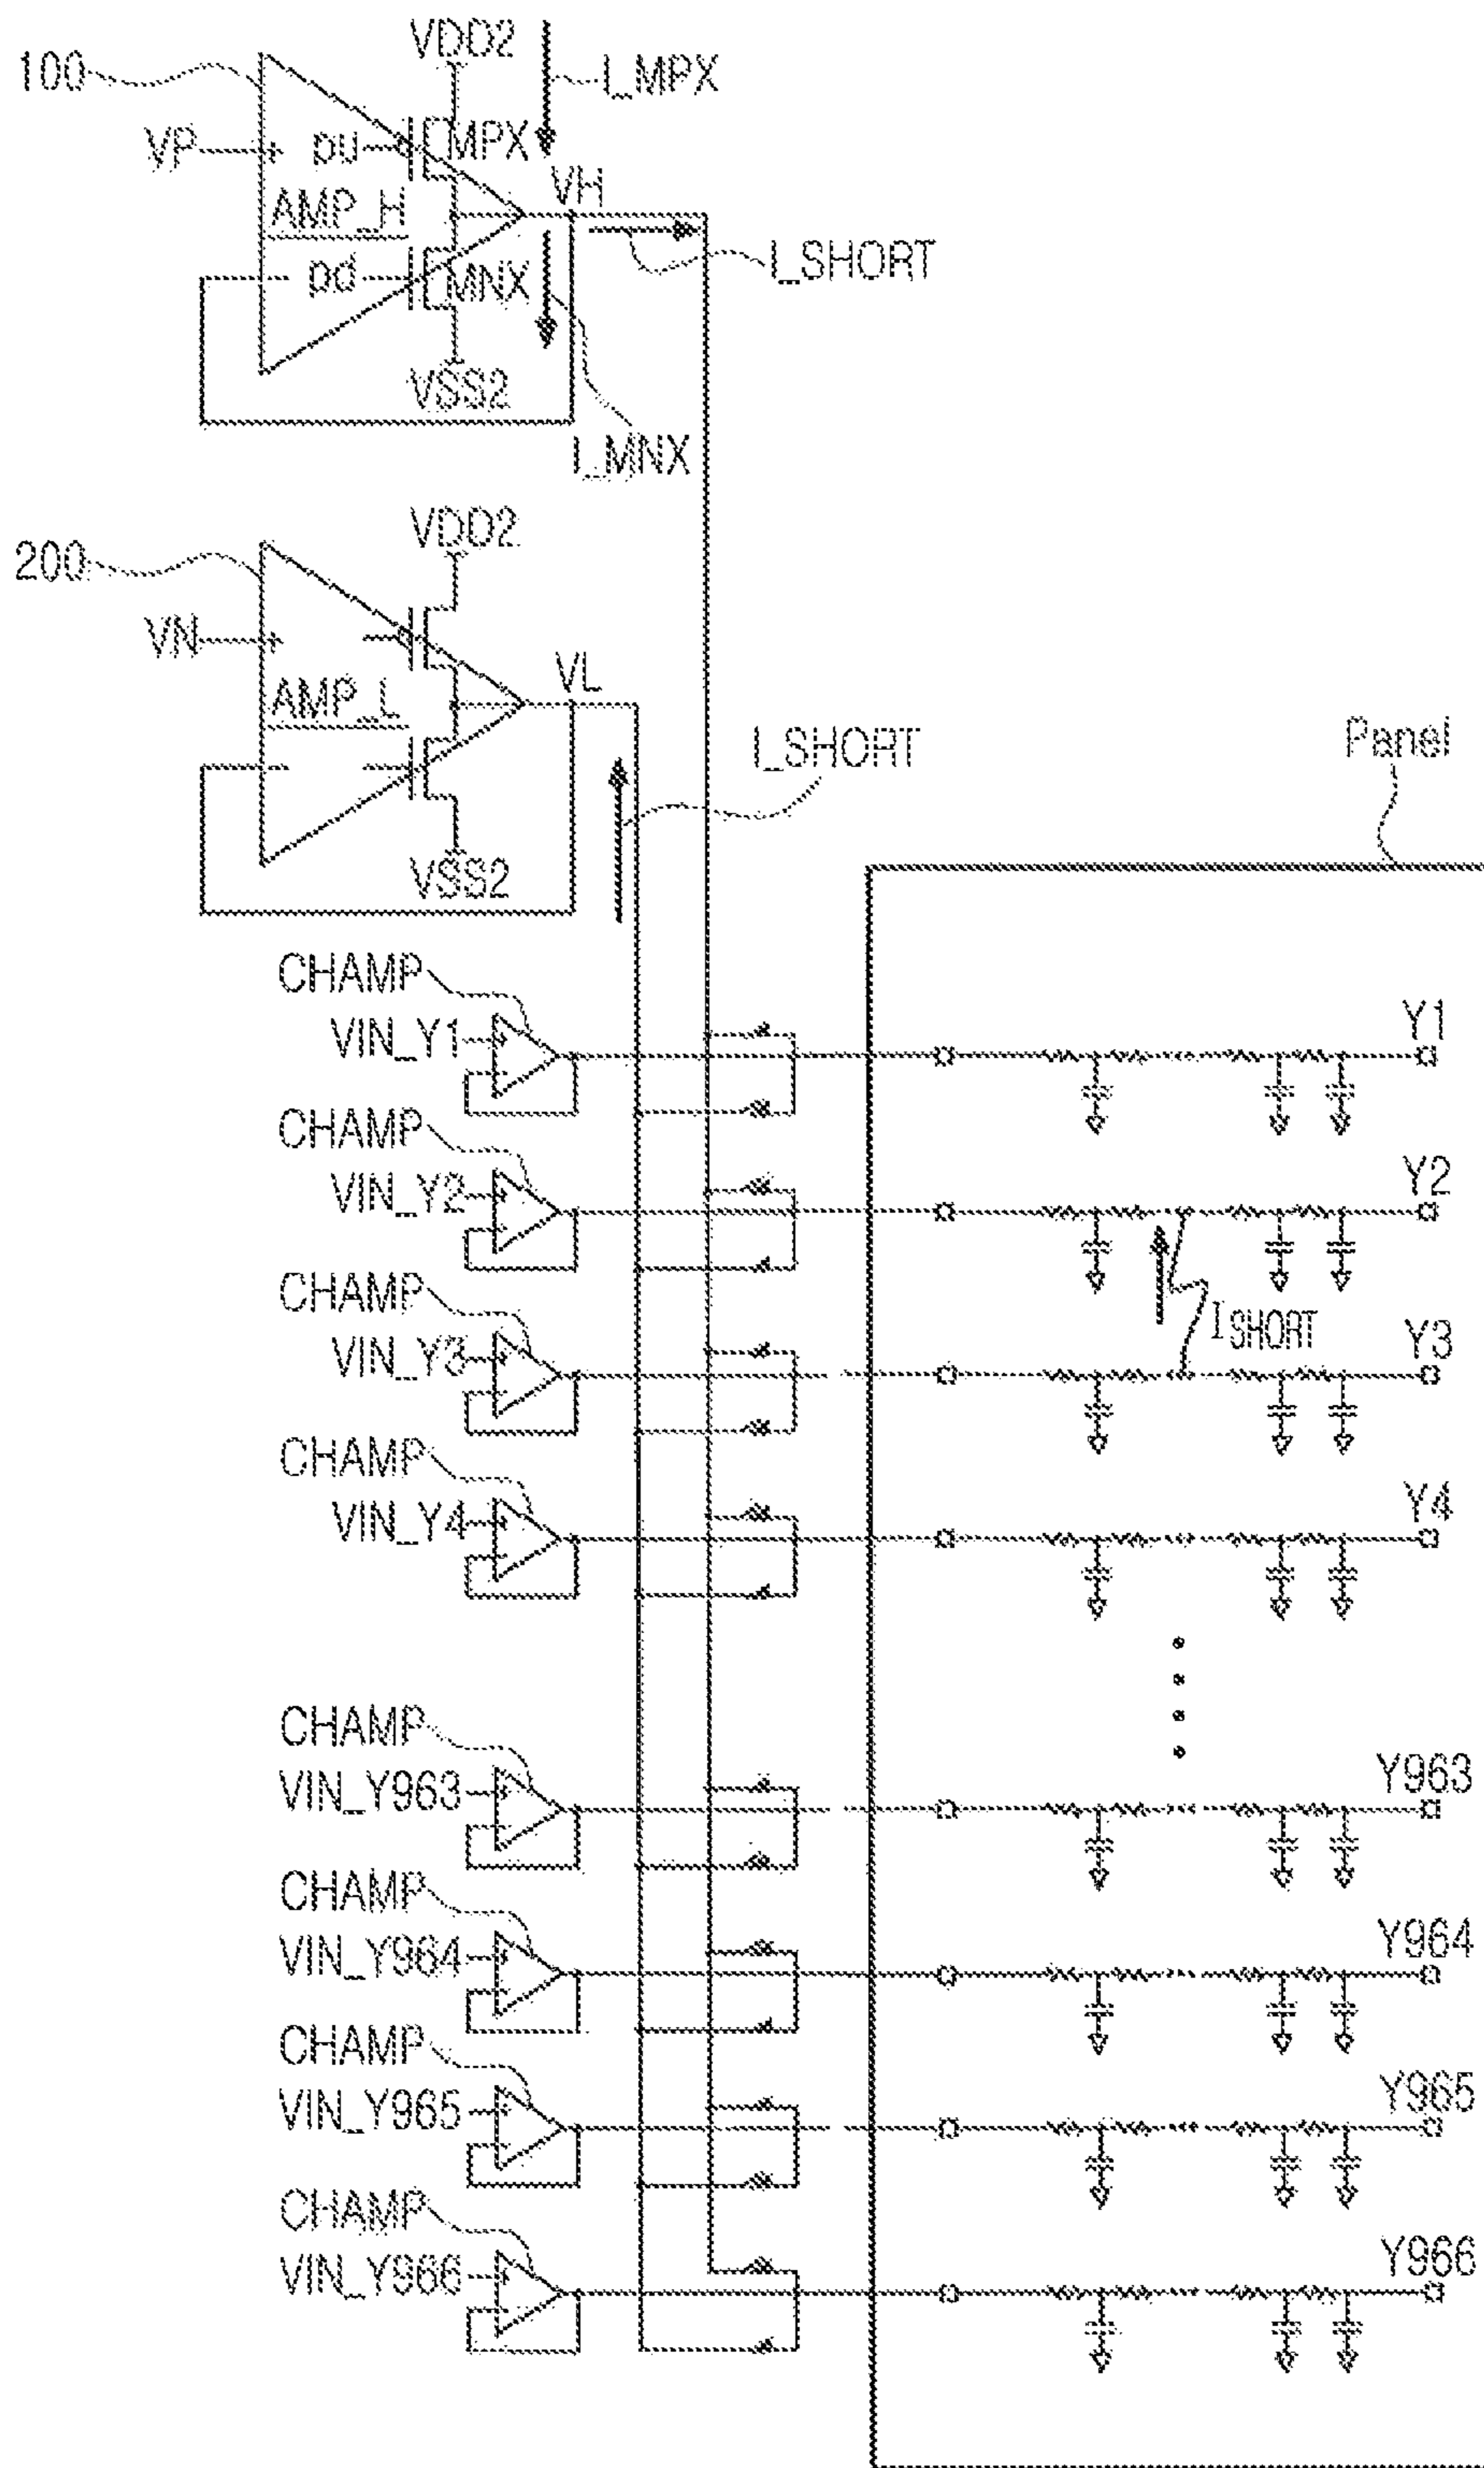 VDD2
100
I_MPX
VP
+
pu
MPX
VH
AMP_H
I_SHORT
pd
MNX
VSS2
I_MNX
VDD2
200
VN
+
VL
AMP_L
I_SHORT
Panel
VSS2
CHAMP
VIN_Y1
Y1
CHAMP
VIN_Y2
Y2
ISHORT
CHAMP
VIN_Y3
Y3
CHAMP
VIN_Y4
Y4
CHAMP
VIN_Y963
Y963
CHAMP
VIN_Y964
Y964
CHAMP
VIN_Y965
Y965
CHAMP
VIN_Y966
Y966